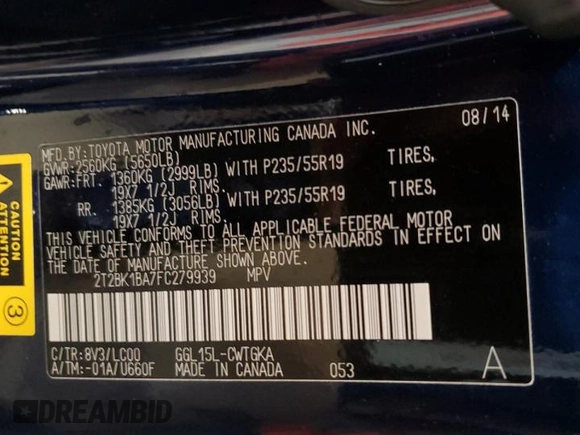 MFD.BY:TOYOTA MOTOR MANUFACTURING CANADA INC. 08/14
GVWR:2560KG (5650LB)
GAWR:FRT. 1360KG (2999LB) WITH P235/55R19 TIRES,
19X7 1/2J RIMS.
RR. 1385KG (3056LB) WITH P235/55R19 TIRES,
19X7 1/2J RIMS.
THIS VEHICLE CONFORMS TO ALL APPLICABLE FEDERAL MOTOR
VEHICLE SAFETY AND THEFT PREVENTION STANDARDS IN EFFECT ON
THE DATE OF MANUFACTURE SHOWN ABOVE.
2T2BK1BA7FC279939 MPV
C/TR:8V3/LC00 GGL15L-CWTGKA
A/TM:-01A/U660F MADE IN CANADA 053 A
CAUTION
ATTENTION
3
DREAMBID